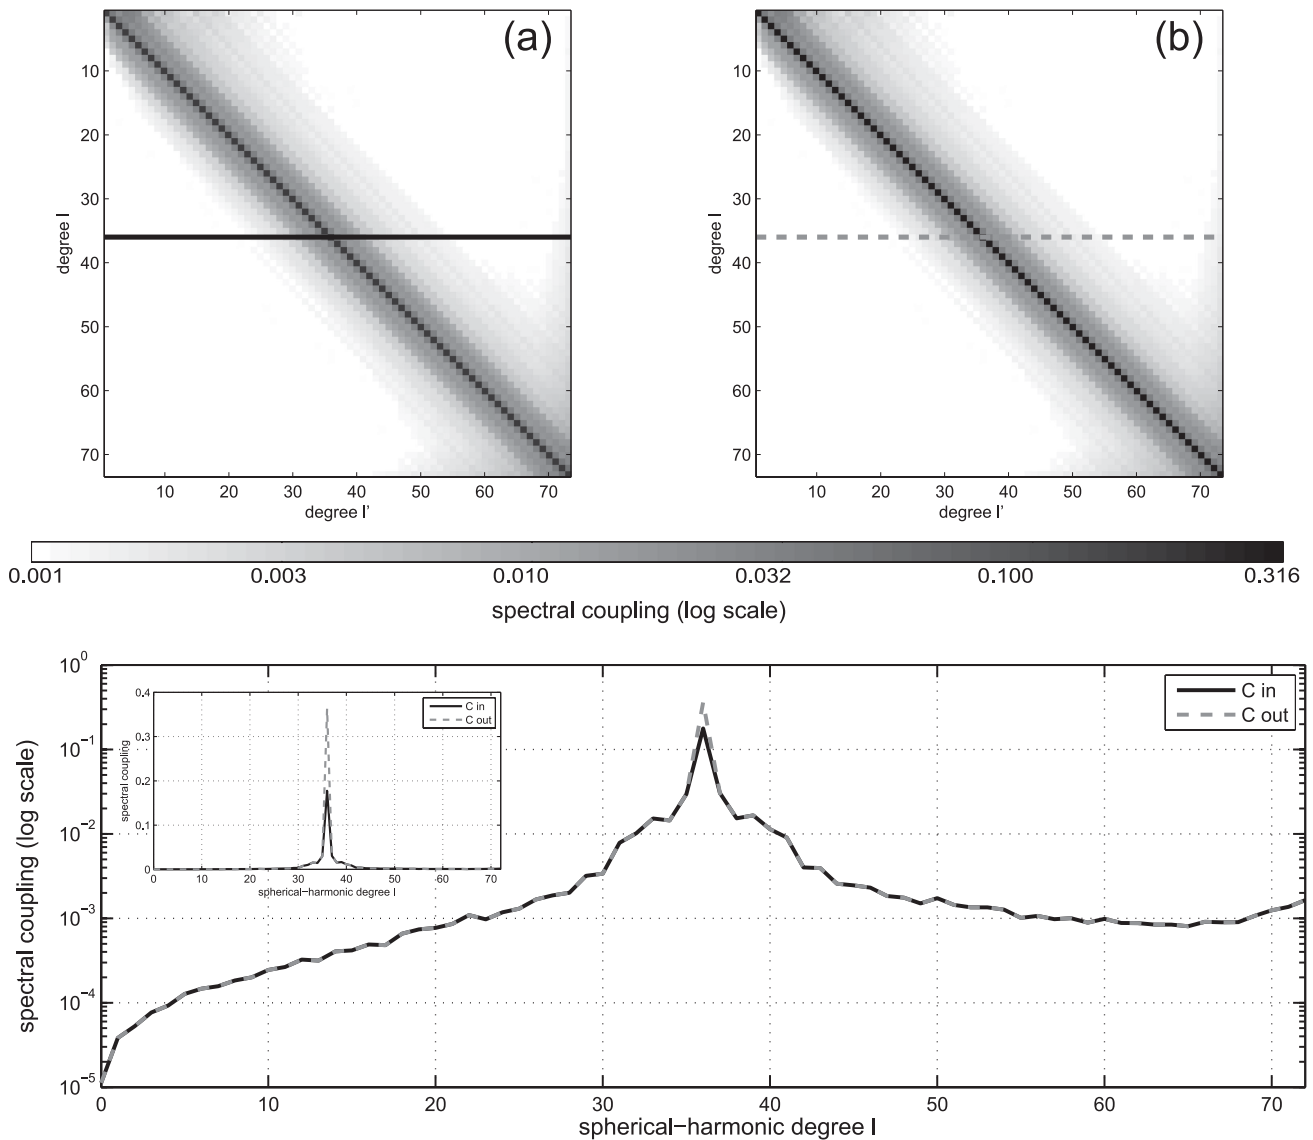 (a)
10
20
30
40
50
60
70
degree l
10 20 30 40 50 60 70
degree l'
(b)
10
20
30
40
50
60
70
degree l
10 20 30 40 50 60 70
degree l'
0.001 0.003 0.010 0.032 0.100 0.316
spectral coupling (log scale)
10^0
10^-1
10^-2
10^-3
10^-4
10^-5
spectral coupling (log scale)
C in
C out
0.4
0.3
0.2
0.1
0
spectral coupling
C in
C out
0 10 20 30 40 50 60 70
spherical-harmonic degree l
0 10 20 30 40 50 60 70
spherical-harmonic degree l